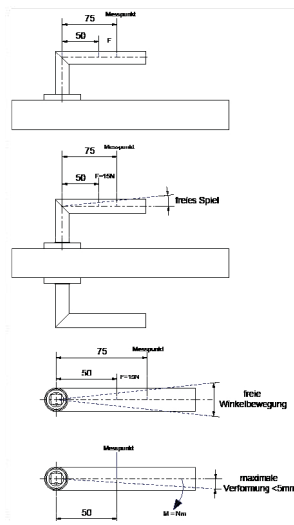 75
Messpunkt
50
F
75
Messpunkt
50
F=15N
freies Spiel
75
Messpunkt
50
F=15N
freie
Winkelbewegung
Messpunkt
maximale
Verformung <5mm
M = Nm
50